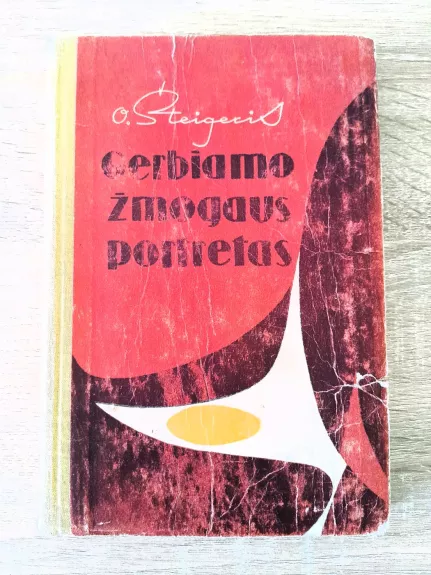 O. Šteigeris
Gerbiamo
žmogaus
portretas